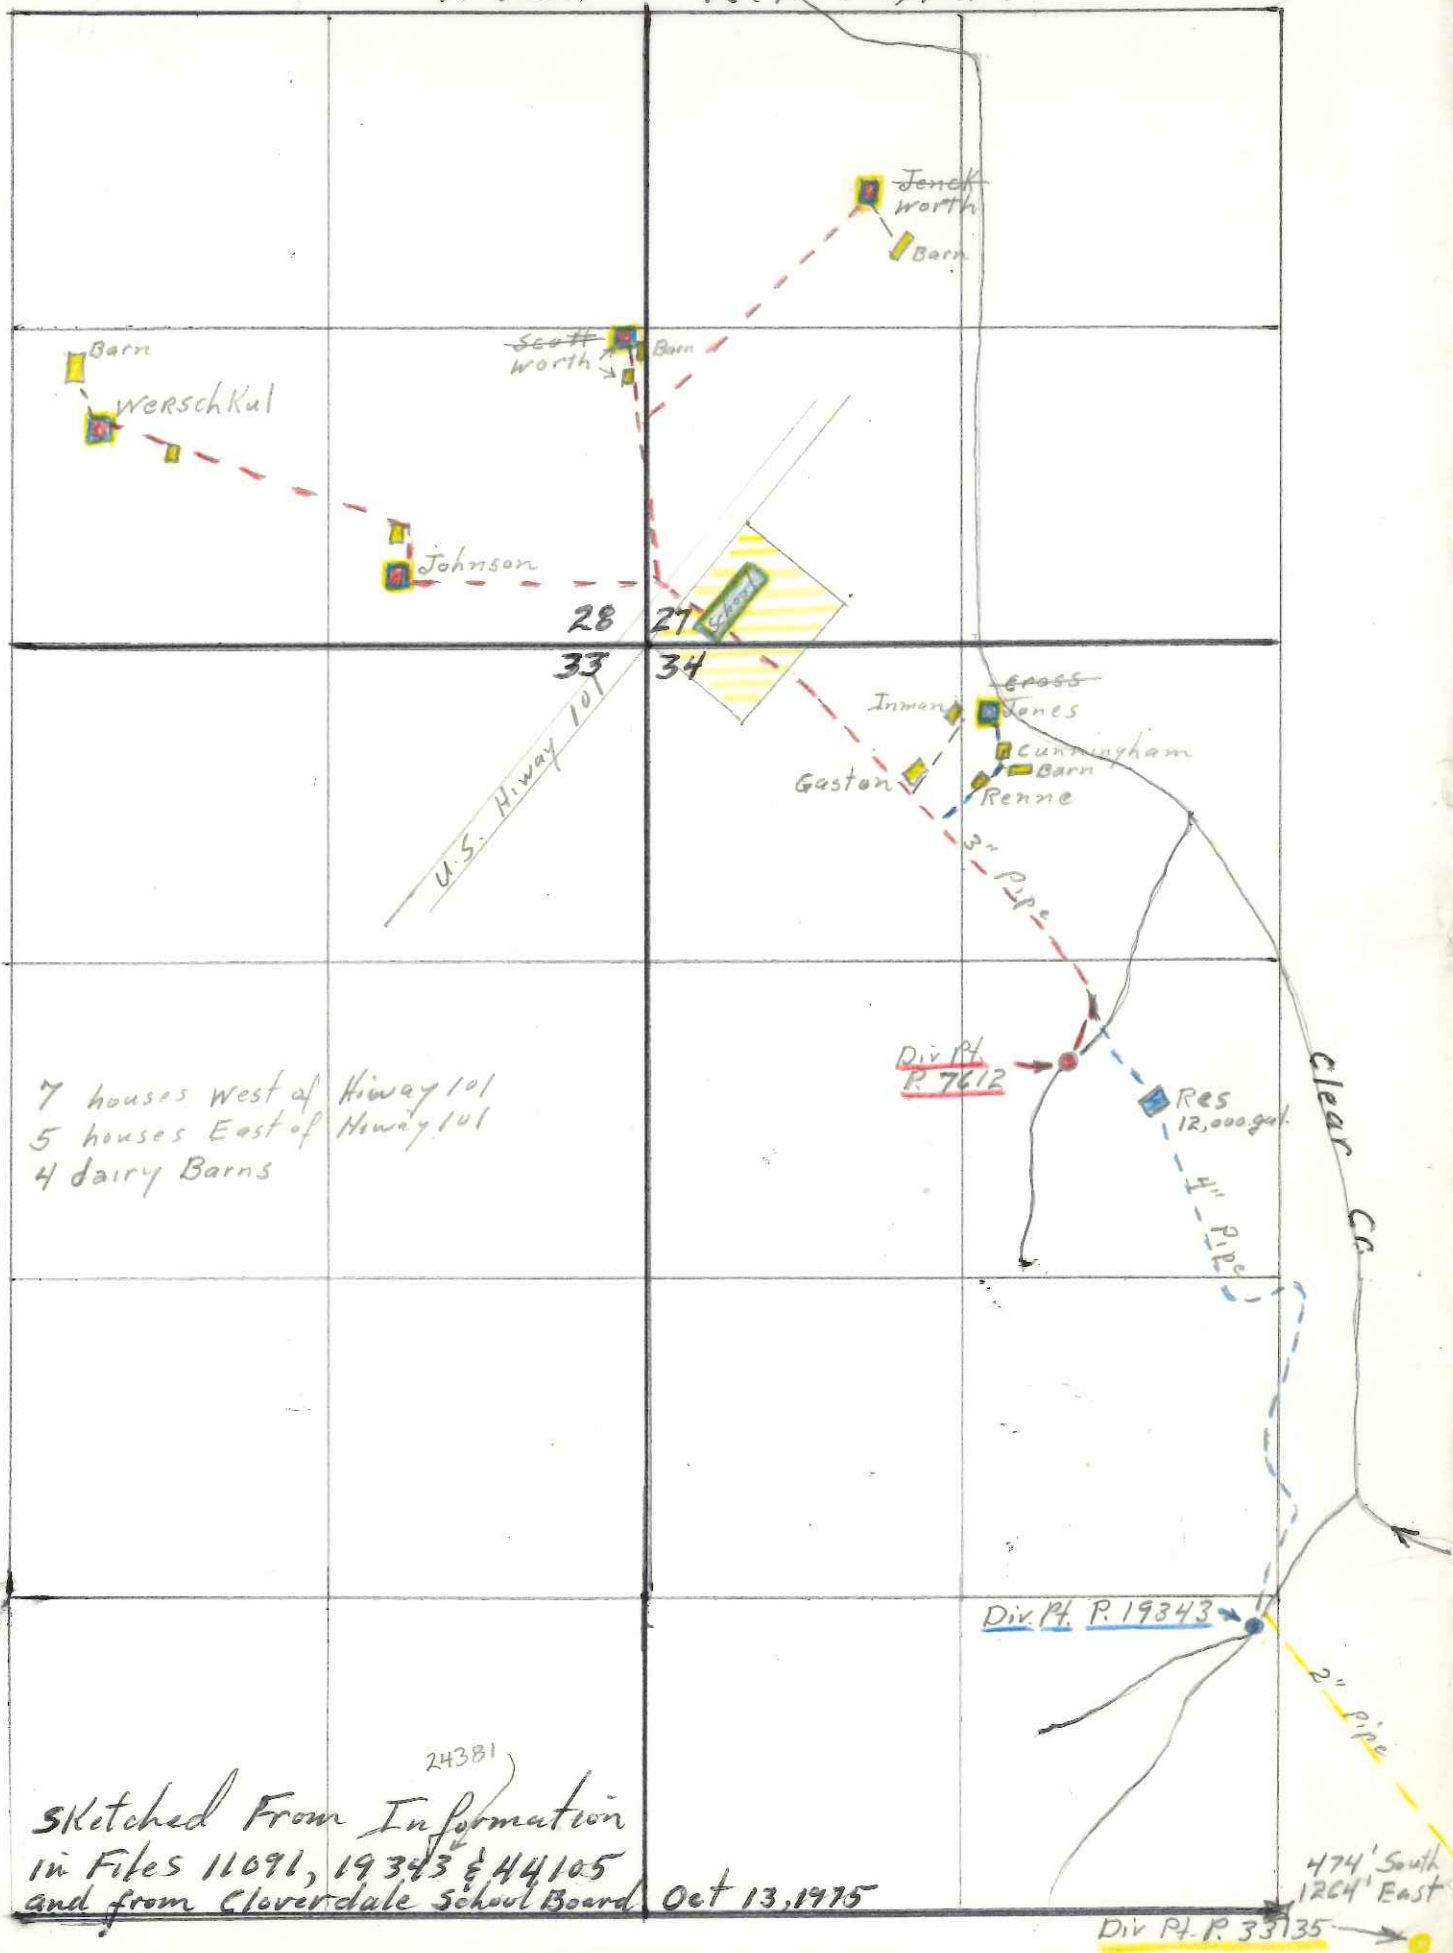 Jenck
Worth
Barn
Scott
Worth
Barn
Barn
Werschkul
Johnson
School
28 27
33 34
U.S. Hiway 101
Cross
Jones
Inman
Cunningham
Barn
Gaston
Renne
3" Pipe
Div Pt.
P. 7612
Res
12,000 gal.
Clear Cr.
7 houses West of Hiway 101
5 houses East of Hiway 101
4 dairy Barns
4" Pipe
Div. Pt. P. 19343
2" Pipe
24381
Sketched From Information
in Files 11091, 19343 & 44105
and from Cloverdale School Board Oct 13, 1975
474' South
1264' East
Div Pt. P. 33135